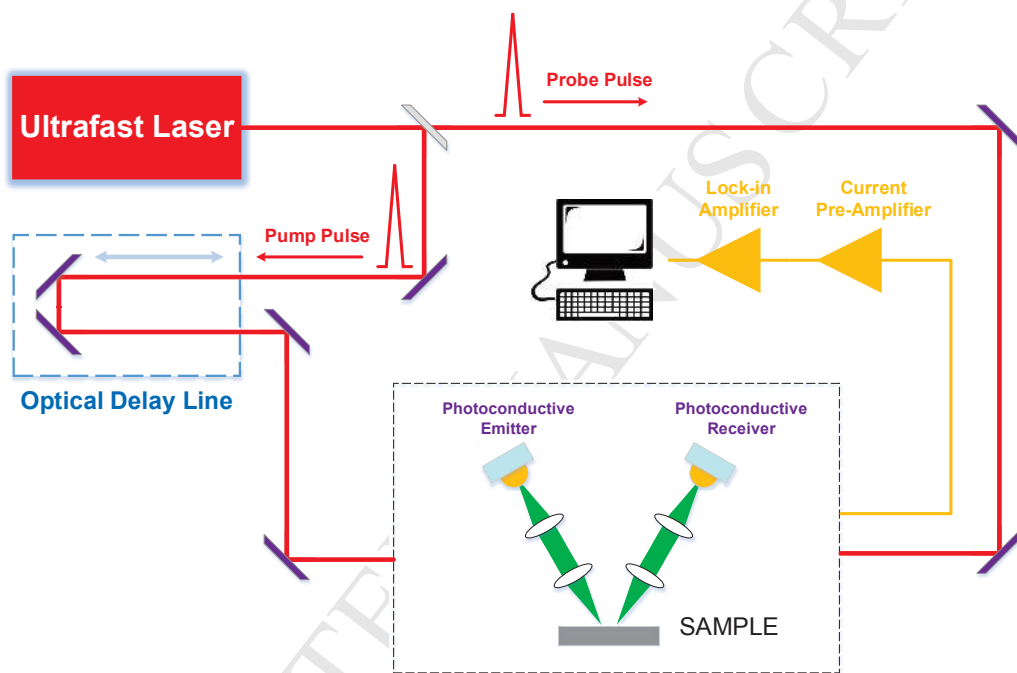 Probe Pulse
Ultrafast Laser
Lock-in
Amplifier
Current
Pre-Amplifier
Pump Pulse
Optical Delay Line
Photoconductive
Emitter
Photoconductive
Receiver
SAMPLE